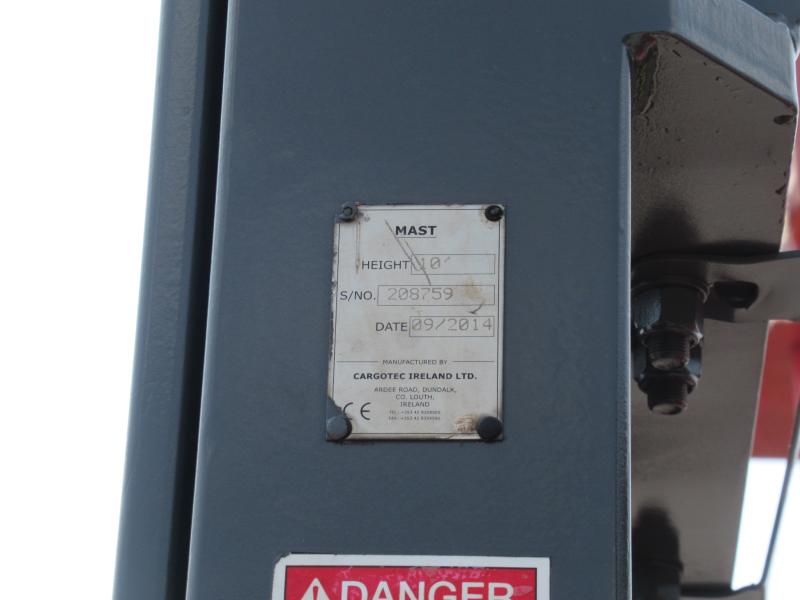 MAST
HEIGHT 10'
S/NO. 208759
DATE 09/2014
MANUFACTURED BY
CARGOTEC IRELAND LTD.
ARDEE ROAD, DUNDALK,
CO. LOUTH,
IRELAND
CE
DANGER